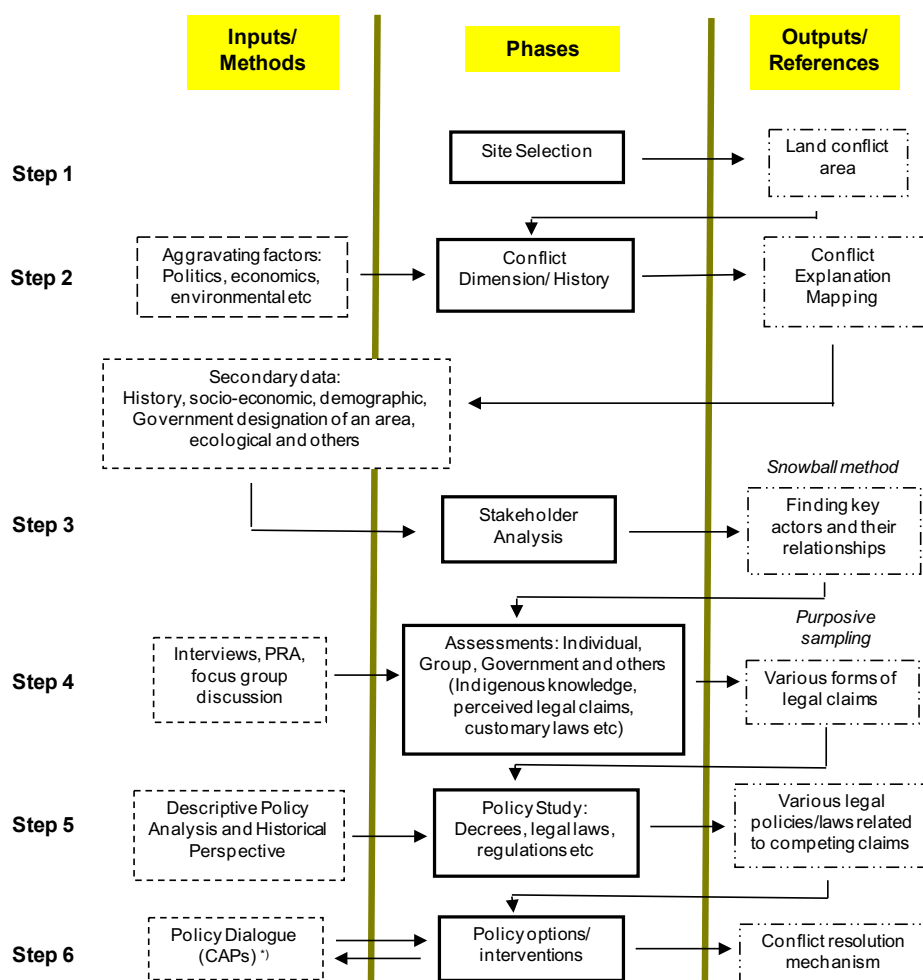 Inputs/
Methods
Phases
Outputs/
References
Step 1
Site Selection
Land conflict
area
Step 2
Aggravating factors:
Politics, economics,
environmental etc
Conflict
Dimension/ History
Conflict
Explanation
Mapping
Secondary data:
History, socio-economic, demographic,
Government designation of an area,
ecological and others
Snowball method
Step 3
Stakeholder
Analysis
Finding key
actors and their
relationships
Purposive
sampling
Step 4
Interviews, PRA,
focus group
discussion
Assessments: Individual,
Group, Government and others
(Indigenous knowledge,
perceived legal claims,
customary laws etc)
Various forms of
legal claims
Step 5
Descriptive Policy
Analysis and Historical
Perspective
Policy Study:
Decrees, legal laws,
regulations etc
Various legal
policies/laws related
to competing claims
Step 6
Policy Dialogue
(CAPs) *)
Policy options/
interventions
Conflict resolution
mechanism